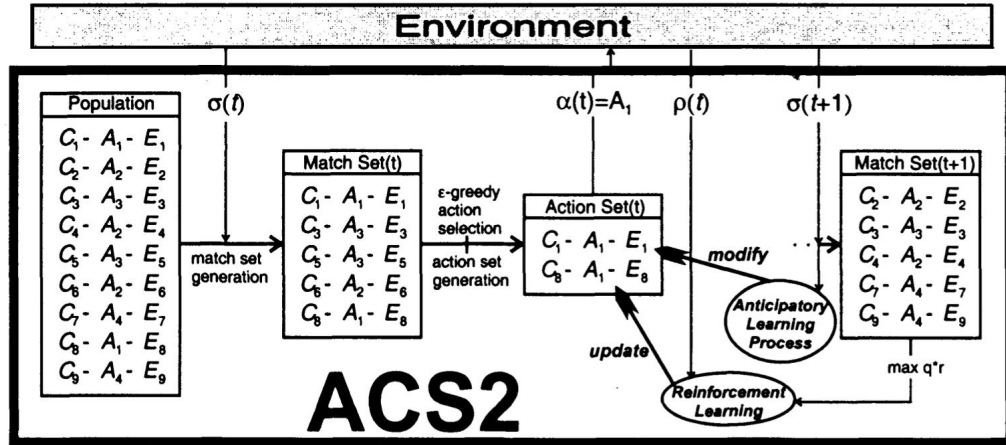 Environment
σ(t)
α(t)=A₁
ρ(t)
σ(t+1)
Population
C₁- A₁- E₁
C₂- A₂- E₂
C₃- A₃- E₃
C₄- A₂- E₄
C₅- A₃- E₅
C₆- A₂- E₆
C₇- A₄- E₇
C₈- A₁- E₈
C₉- A₄- E₉
match set
generation
Match Set(t)
C₁- A₁- E₁
C₃- A₃- E₃
C₅- A₃- E₅
C₆- A₂- E₆
C₈- A₁- E₈
ε-greedy
action
selection
action set
generation
Action Set(t)
C₁- A₁- E₁
C₈- A₁- E₈
modify
update
Anticipatory
Learning
Process
Reinforcement
Learning
Match Set(t+1)
C₂- A₂- E₂
C₃- A₃- E₃
C₄- A₂- E₄
C₇- A₄- E₇
C₉- A₄- E₉
max q*r
ACS2